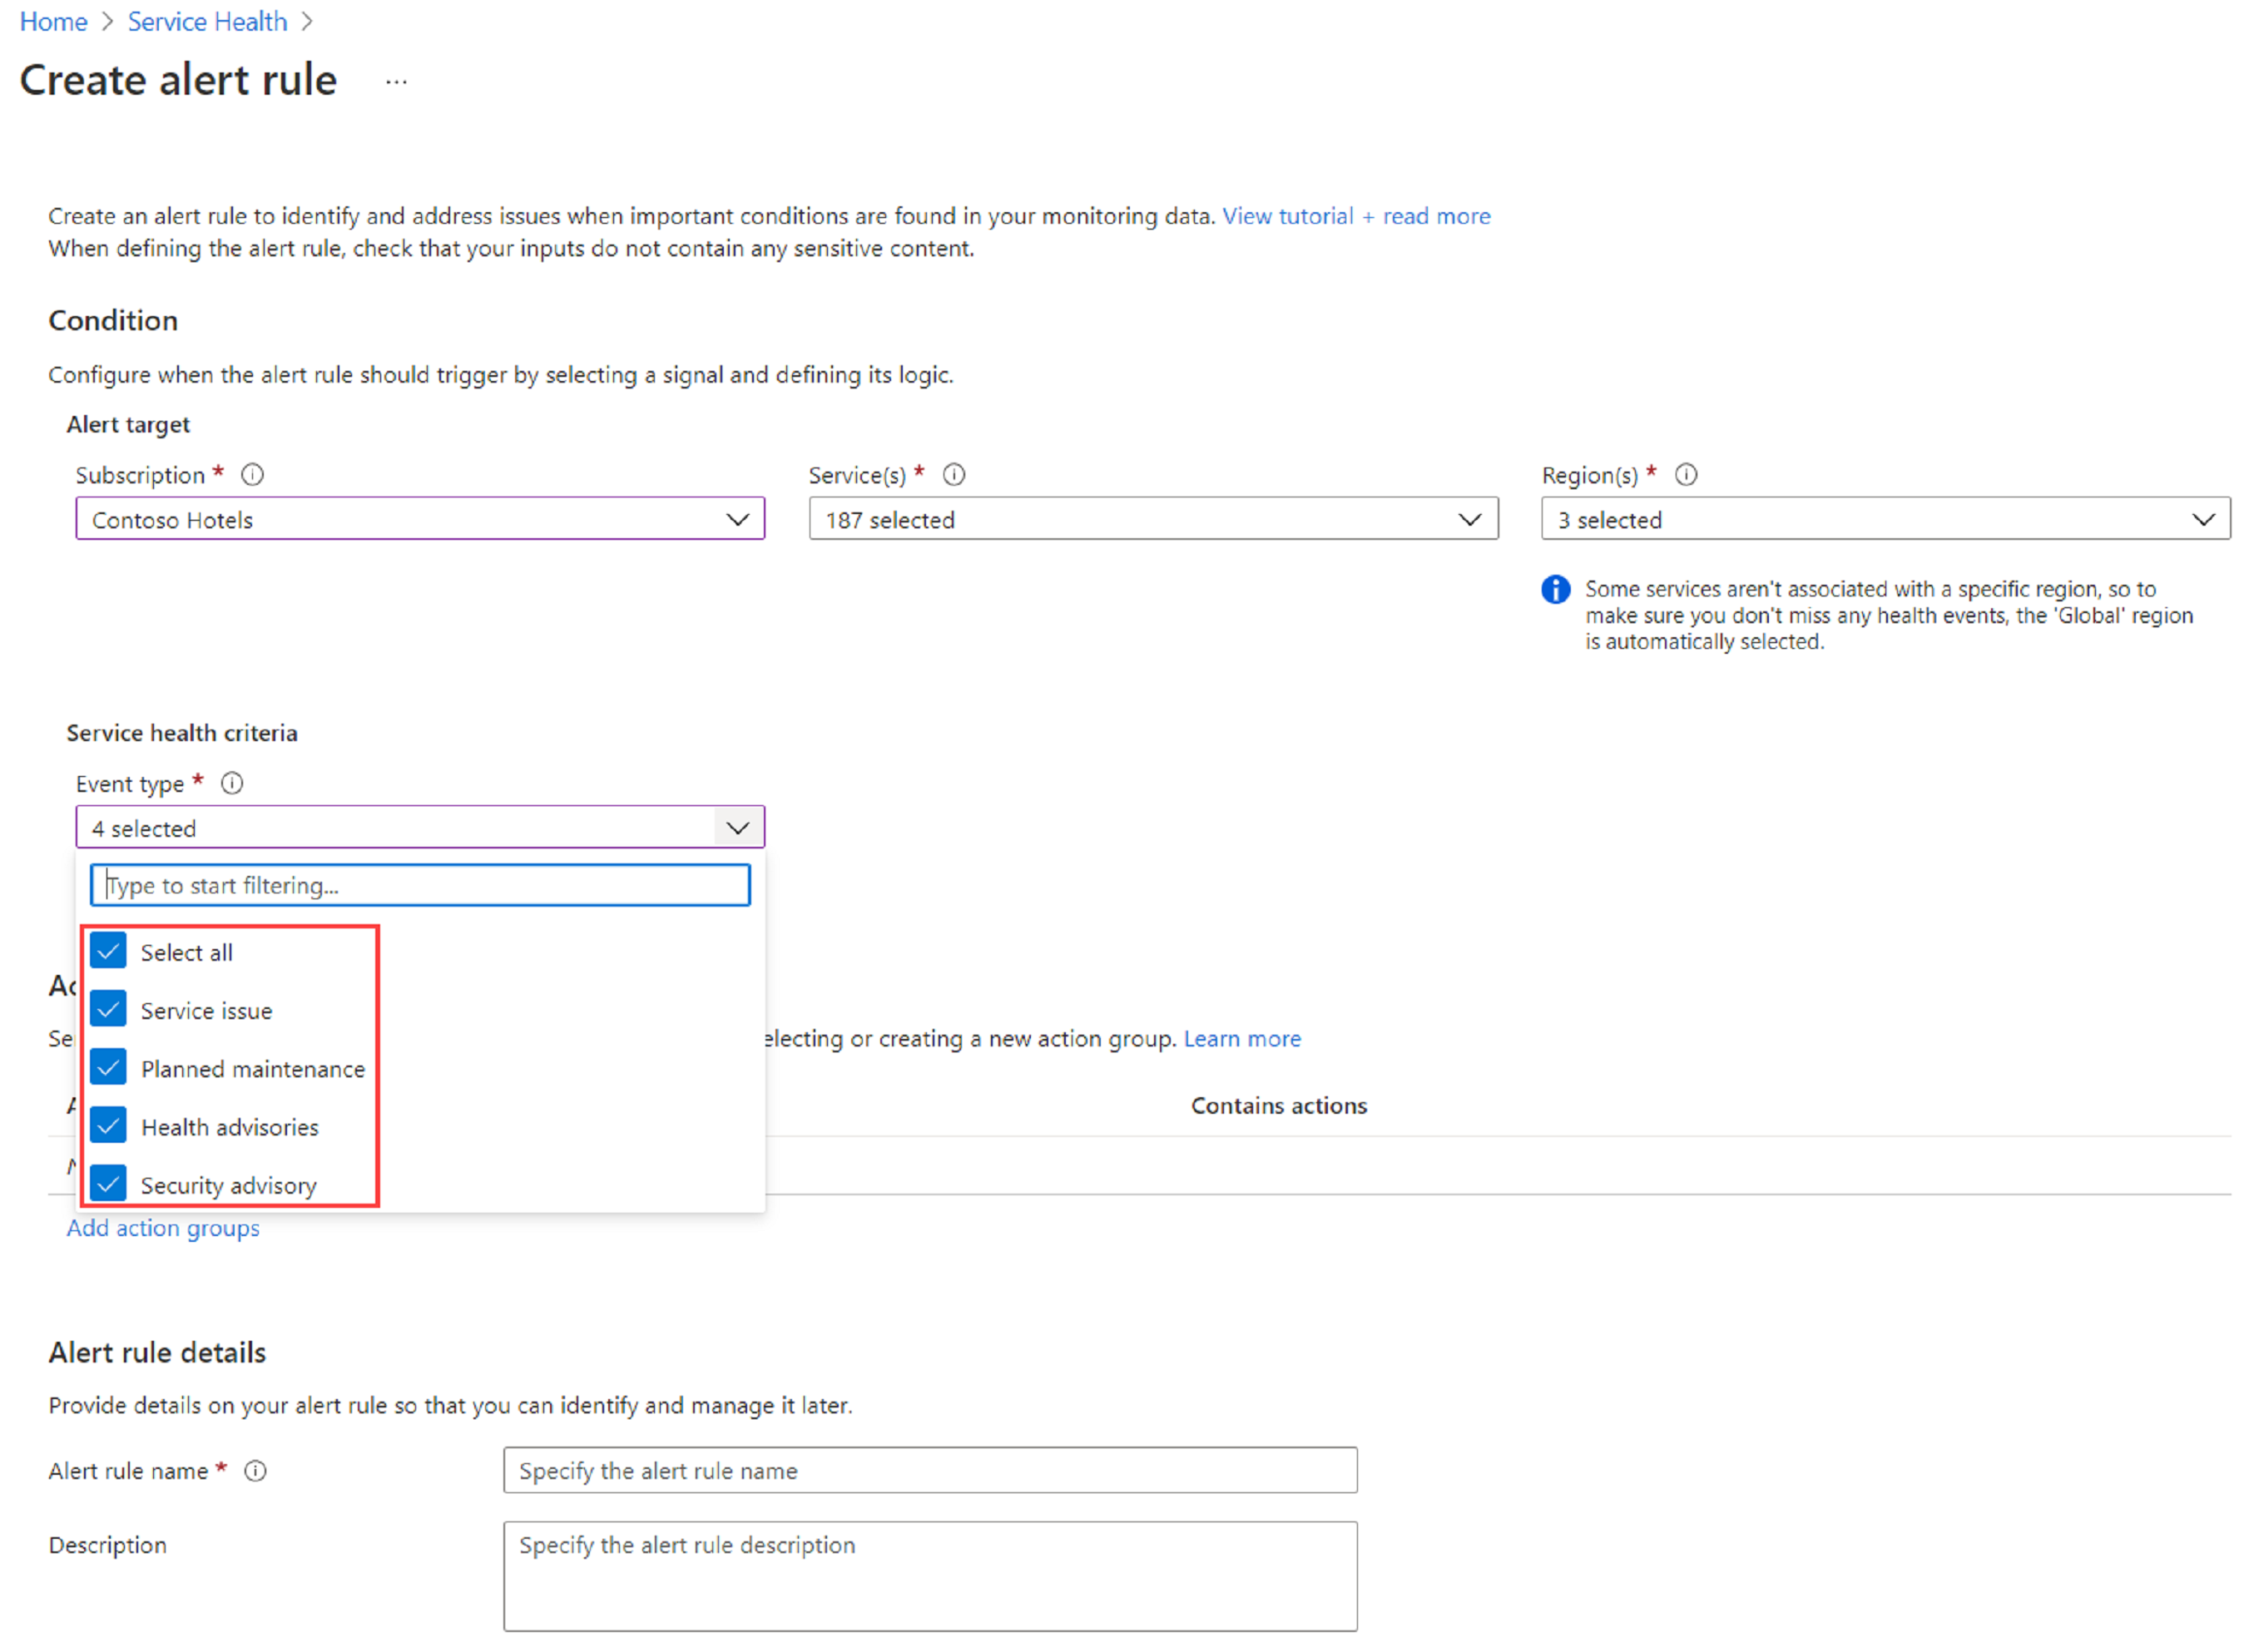 Home > Service Health >
Create alert rule ...
Create an alert rule to identify and address issues when important conditions are found in your monitoring data. View tutorial + read more
When defining the alert rule, check that your inputs do not contain any sensitive content.
Condition
Configure when the alert rule should trigger by selecting a signal and defining its logic.
Alert target
Subscription *
Service(s) *
Region(s) *
Contoso Hotels
187 selected
3 selected
Some services aren't associated with a specific region, so to
make sure you don't miss any health events, the 'Global' region
is automatically selected.
Service health criteria
Event type *
4 selected
Type to start filtering...
Select all
Service issue
Planned maintenance
Health advisories
Security advisory
electing or creating a new action group. Learn more
Contains actions
Add action groups
Alert rule details
Provide details on your alert rule so that you can identify and manage it later.
Alert rule name *
Specify the alert rule name
Description
Specify the alert rule description